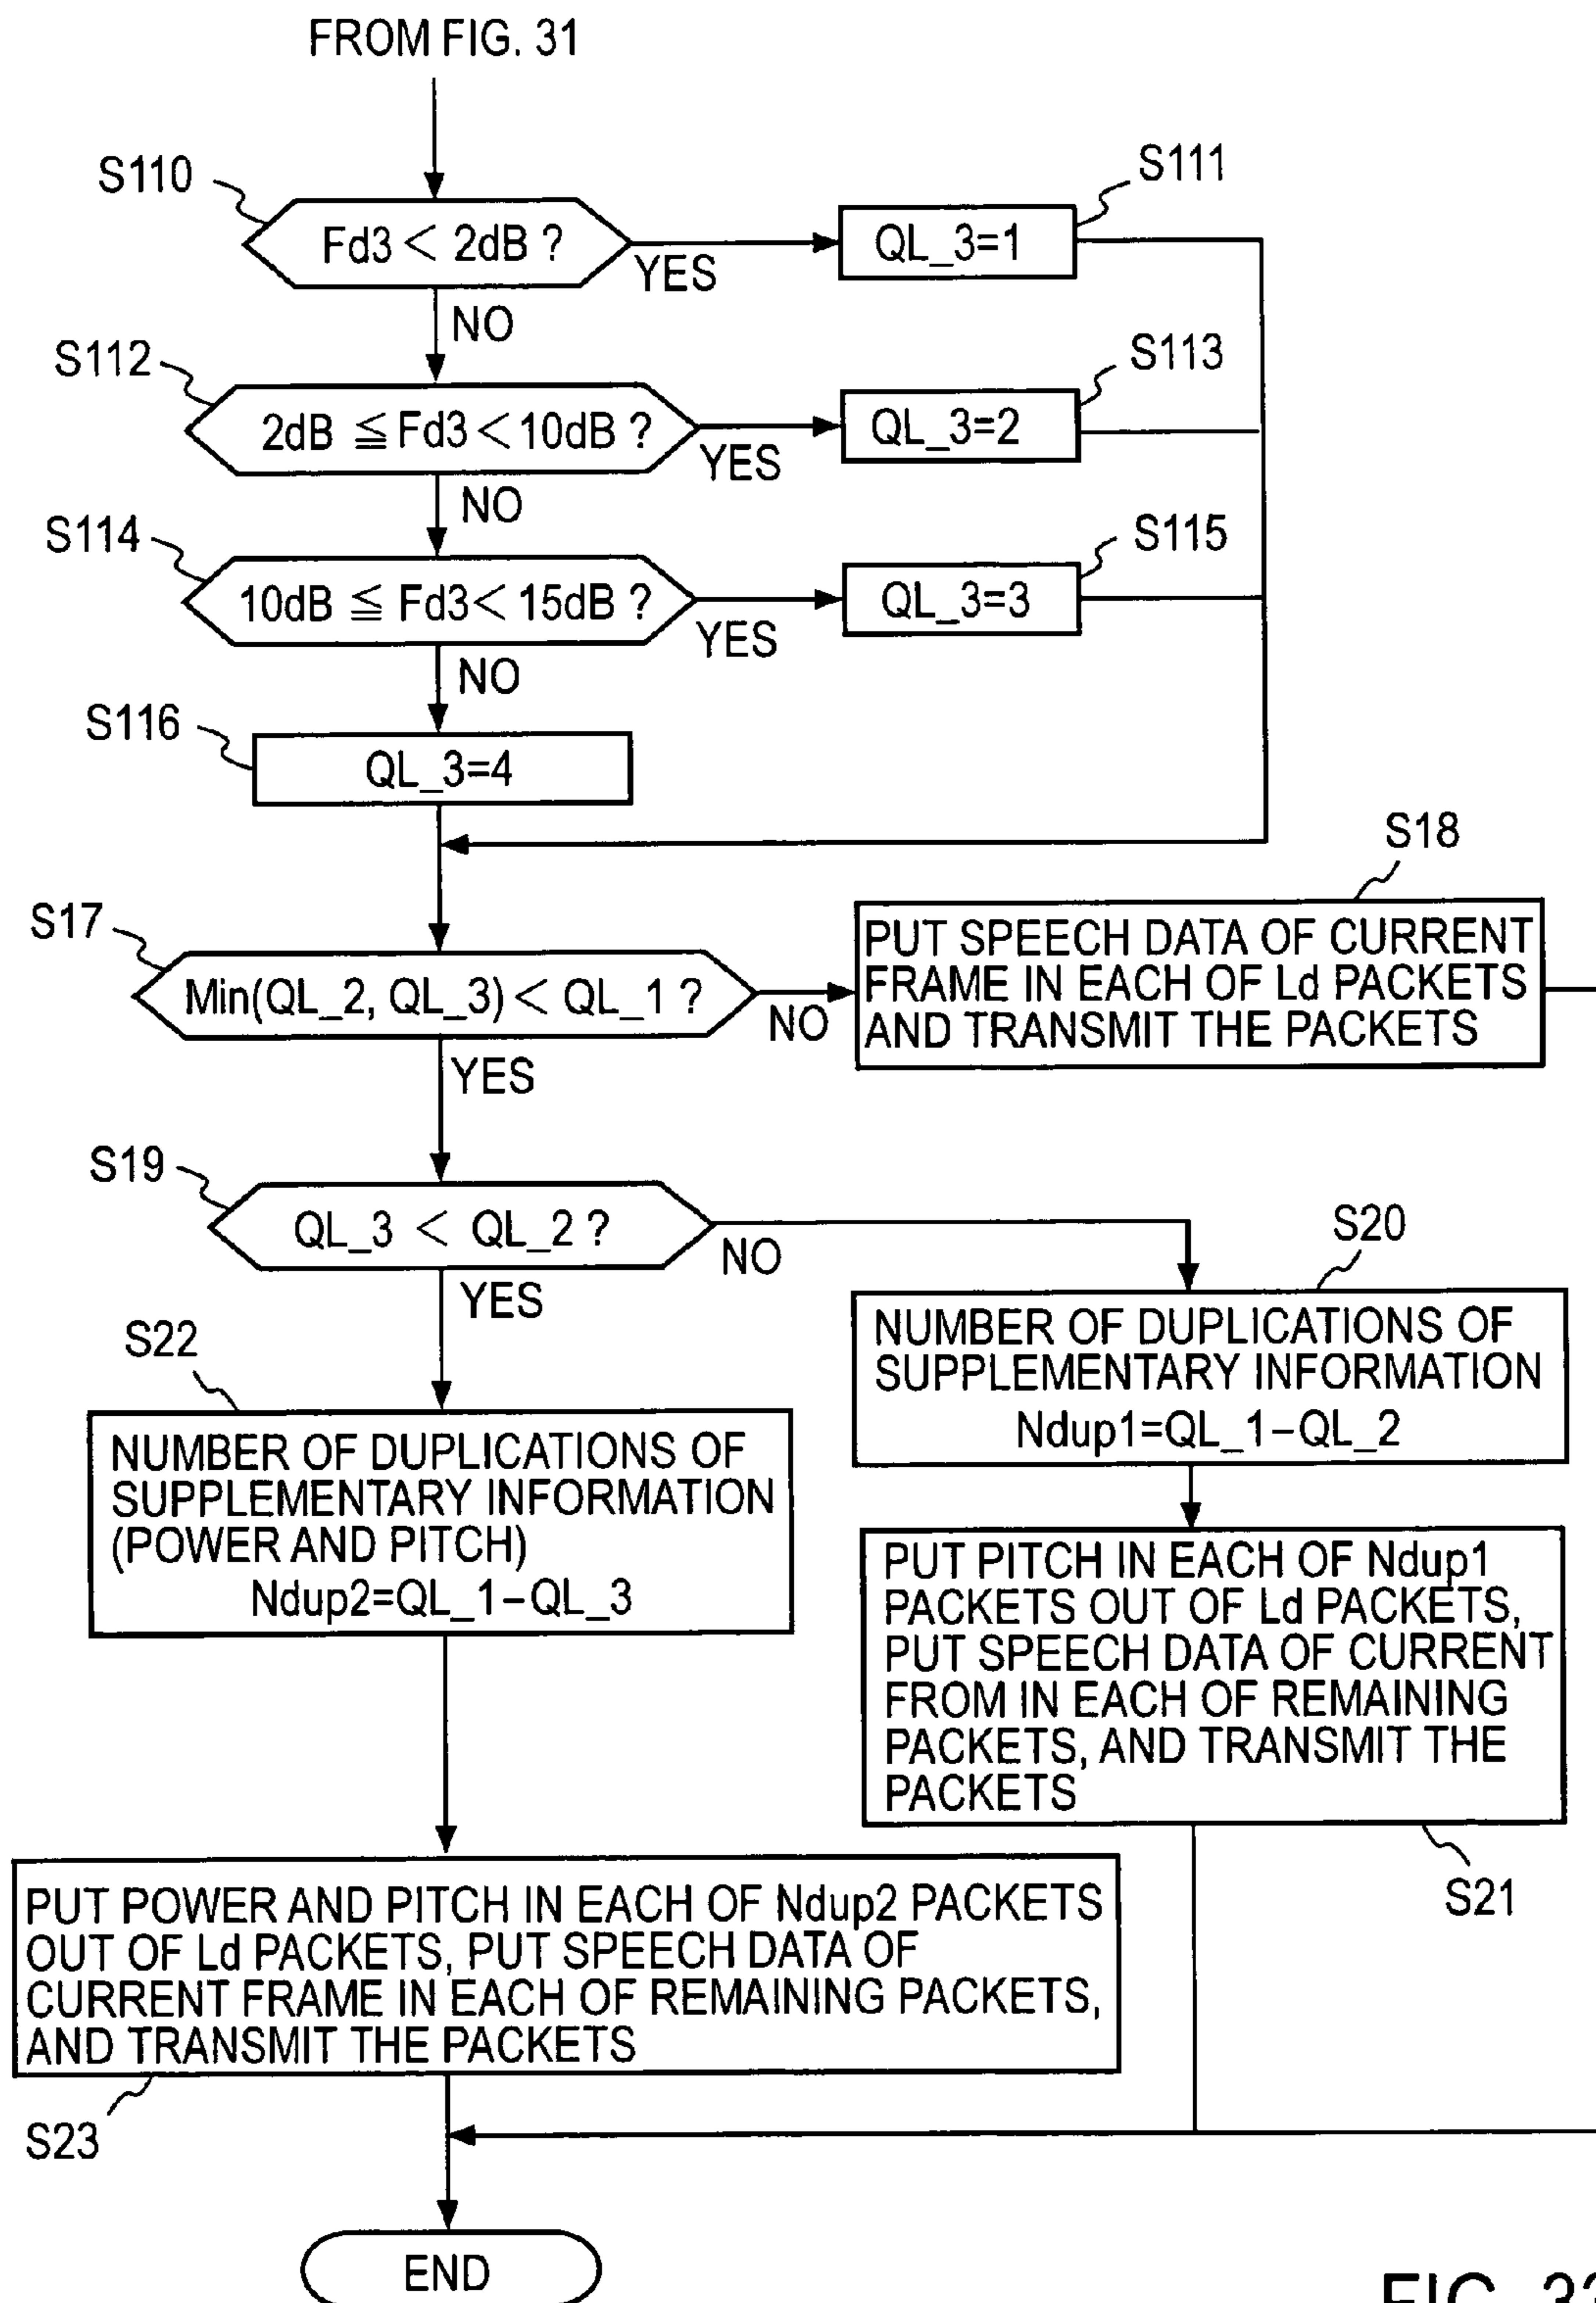 FROM FIG. 31
S110
Fd3 < 2dB ?
YES
S111
QL_3=1
NO
S112
2dB ≦ Fd3 < 10dB ?
YES
S113
QL_3=2
NO
S114
10dB ≦ Fd3 < 15dB ?
YES
S115
QL_3=3
NO
S116
QL_3=4
S17
Min(QL_2, QL_3) < QL_1 ?
NO
S18
PUT SPEECH DATA OF CURRENT
FRAME IN EACH OF Ld PACKETS
AND TRANSMIT THE PACKETS
YES
S19
QL_3 < QL_2 ?
NO
YES
S20
NUMBER OF DUPLICATIONS OF
SUPPLEMENTARY INFORMATION
Ndup1=QL_1−QL_2
S22
NUMBER OF DUPLICATIONS OF
SUPPLEMENTARY INFORMATION
(POWER AND PITCH)
Ndup2=QL_1−QL_3
PUT PITCH IN EACH OF Ndup1
PACKETS OUT OF Ld PACKETS,
PUT SPEECH DATA OF CURRENT
FROM IN EACH OF REMAINING
PACKETS, AND TRANSMIT THE
PACKETS
S21
PUT POWER AND PITCH IN EACH OF Ndup2 PACKETS
OUT OF Ld PACKETS, PUT SPEECH DATA OF
CURRENT FRAME IN EACH OF REMAINING PACKETS,
AND TRANSMIT THE PACKETS
S23
END
FIG.